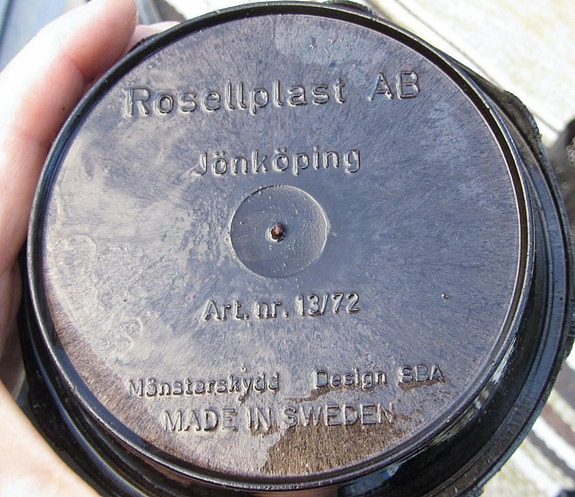 Rosellplast AB
Jönköping
Art. nr. 13/72
Mönsterskydd Design SBA
MADE IN SWEDEN